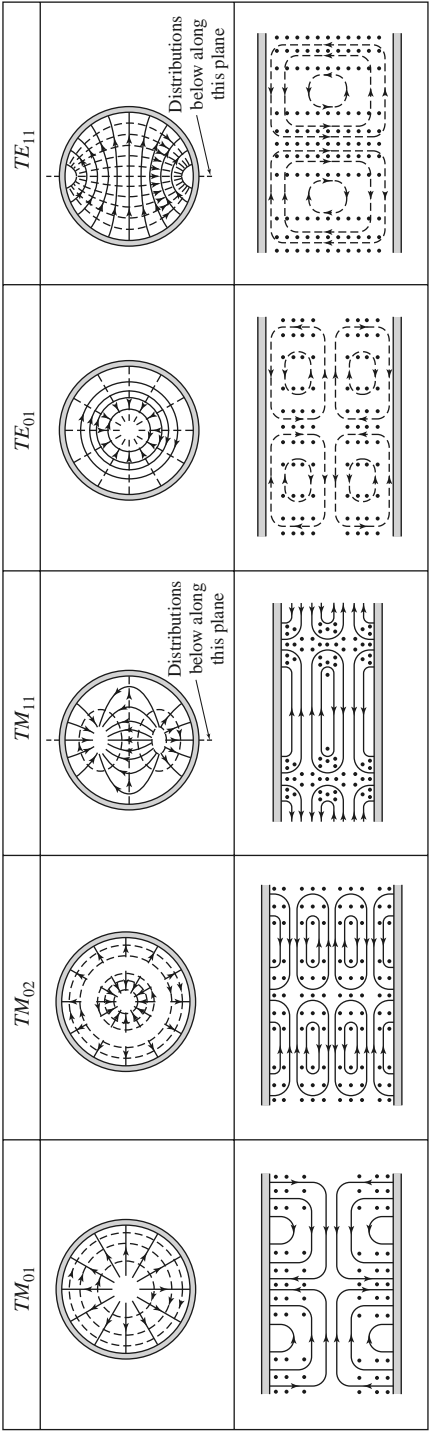 TM₀₁
TM₀₂
TM₁₁
TE₀₁
TE₁₁
Distributions
below along
this plane
Distributions
below along
this plane